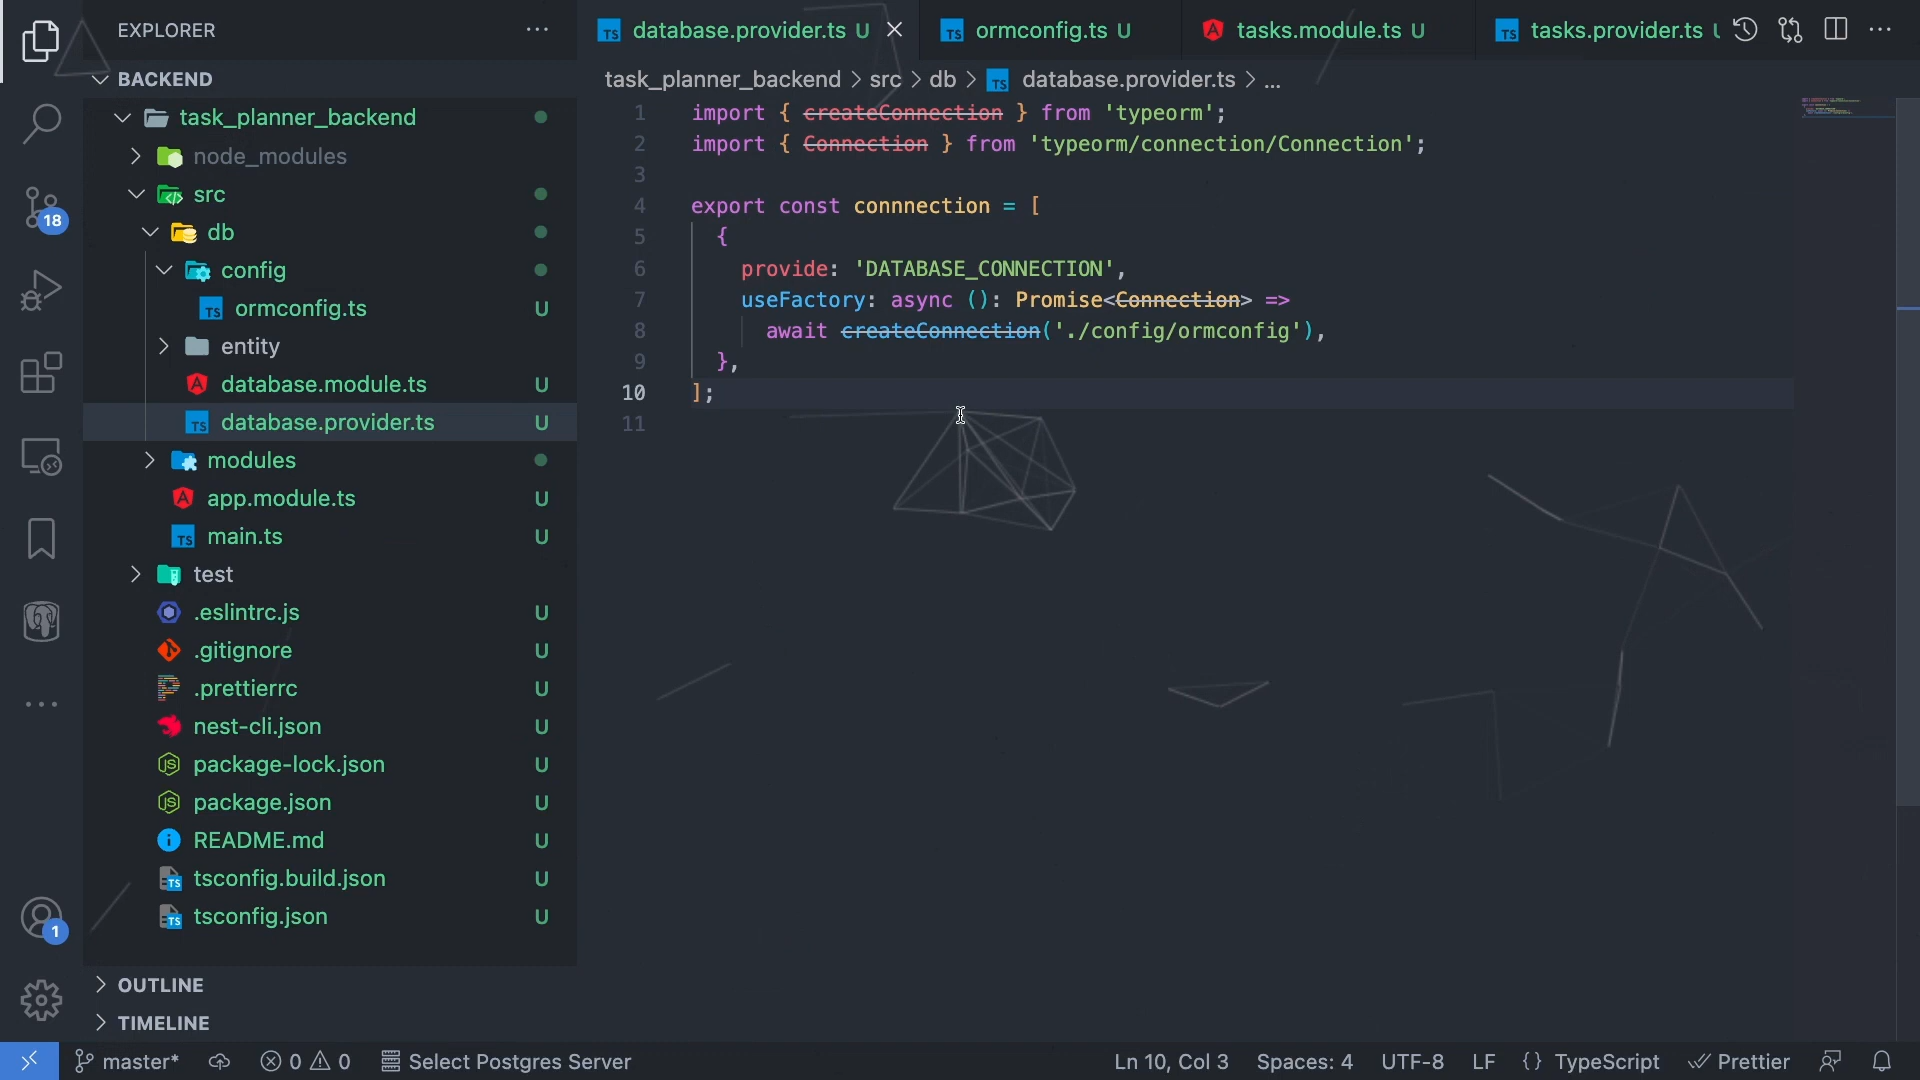 EXPLORER
BACKEND
task_planner_backend
node_modules
src
db
config
ormconfig.ts U
entity
database.module.ts U
database.provider.ts U
modules
app.module.ts U
main.ts U
test
.eslintrc.js U
.gitignore U
.prettierrc U
nest-cli.json U
package-lock.json U
package.json U
README.md U
tsconfig.build.json U
tsconfig.json U
OUTLINE
TIMELINE
18
1
database.provider.ts U
ormconfig.ts U
tasks.module.ts U
tasks.provider.ts
task_planner_backend > src > db > TS database.provider.ts > ...
1 import { createConnection } from 'typeorm';
2 import { Connection } from 'typeorm/connection/Connection';
3
4 export const connnection = [
5 {
6 provide: 'DATABASE_CONNECTION',
7 useFactory: async (): Promise<Connection> =>
8 await createConnection('./config/ormconfig'),
9 },
10 ];
11
master* 0 0 Select Postgres Server Ln 10, Col 3 Spaces: 4 UTF-8 LF {} TypeScript Prettier